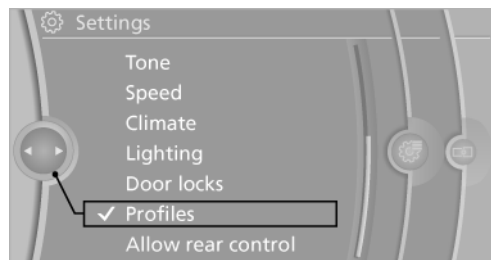 Settings
Tone
Speed
Climate
Lighting
Door locks
Profiles
Allow rear control